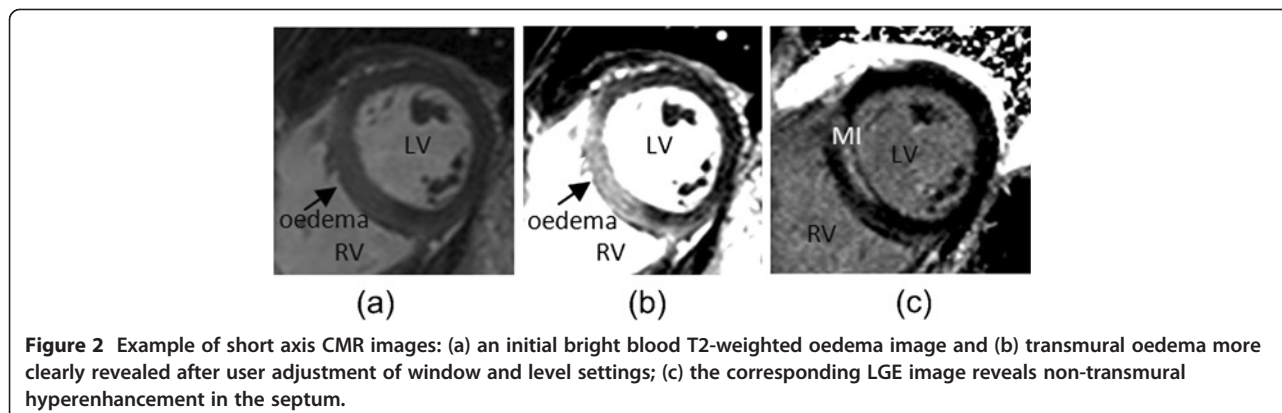 LV
oedema
RV
LV
oedema
RV
MI
LV
RV
(a)
(b)
(c)
Figure 2 Example of short axis CMR images: (a) an initial bright blood T2-weighted oedema image and (b) transmural oedema more
clearly revealed after user adjustment of window and level settings; (c) the corresponding LGE image reveals non-transmural
hyperenhancement in the septum.